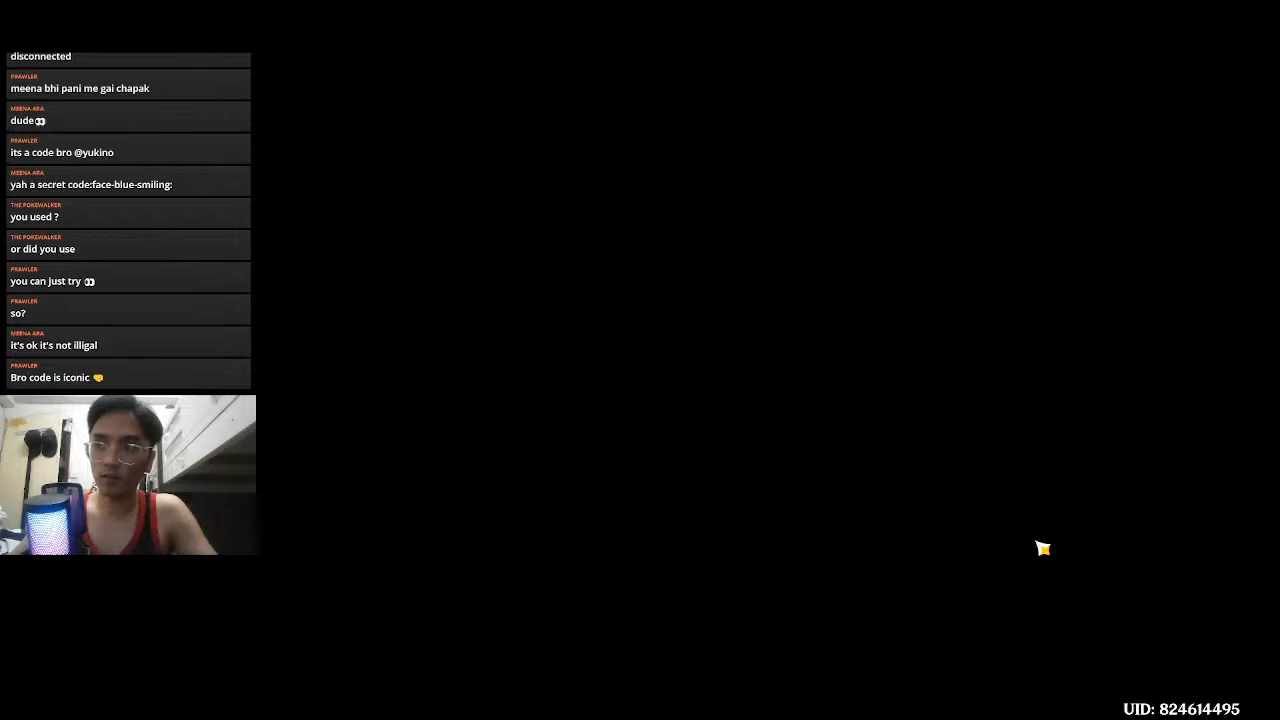 disconnected
PRAWLER
meena bhi pani me gai chapak
MEENA ARA
dude👀
PRAWLER
its a code bro @yukino
MEENA ARA
yah a secret code:face-blue-smiling:
THE POKEWALKER
you used ?
THE POKEWALKER
or did you use
PRAWLER
you can just try 👀
PRAWLER
so?
MEENA ARA
it's ok it's not illigal
PRAWLER
Bro code is iconic 🤜
UID: 824614495